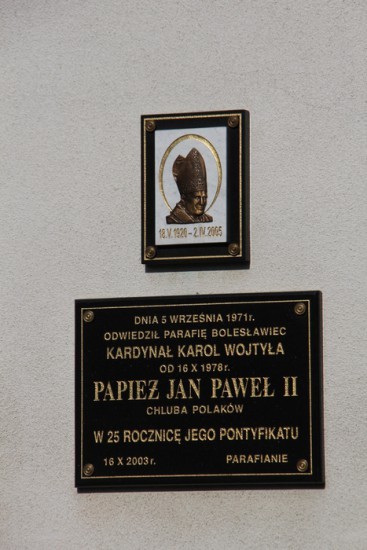 18.V.1920 - 2.IV.2005
DNIA 5 WRZEŚNIA 1971r.
ODWIEDZIŁ PARAFIĘ BOLESŁAWIEC
KARDYNAŁ KAROL WOJTYŁA
OD 16 X 1978r.
PAPIEŻ JAN PAWEŁ II
CHLUBA POLAKÓW
W 25 ROCZNICĘ JEGO PONTYFIKATU
16 X 2003r. PARAFIANIE